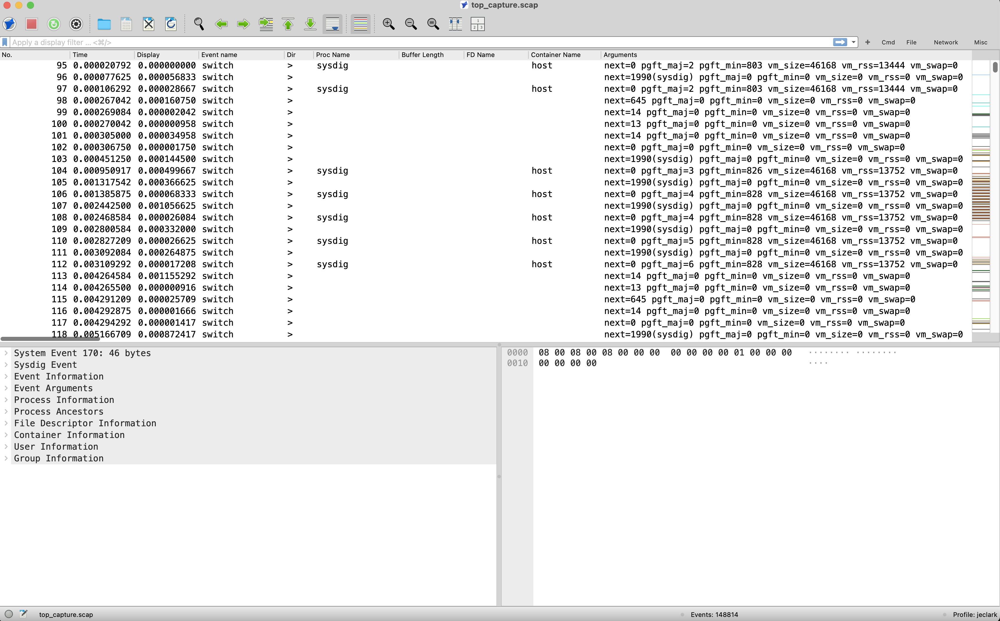 top_capture.scap
1
2 3
Apply a display filter ... <⌘/>
+ Cmd File Network Misc
No. Time Display Event name Dir Proc Name Buffer Length FD Name Container Name Arguments
95 0.000020792 0.000000000 switch > sysdig host next=0 pgft_maj=2 pgft_min=803 vm_size=46168 vm_rss=13444 vm_swap=0
96 0.000077625 0.000056833 switch > next=1990(sysdig) pgft_maj=0 pgft_min=0 vm_size=0 vm_rss=0 vm_swap=0
97 0.000106292 0.000028667 switch > sysdig host next=0 pgft_maj=2 pgft_min=803 vm_size=46168 vm_rss=13444 vm_swap=0
98 0.000267042 0.000160750 switch > next=645 pgft_maj=0 pgft_min=0 vm_size=0 vm_rss=0 vm_swap=0
99 0.000269084 0.000002042 switch > next=14 pgft_maj=0 pgft_min=0 vm_size=0 vm_rss=0 vm_swap=0
100 0.000270042 0.000000958 switch > next=13 pgft_maj=0 pgft_min=0 vm_size=0 vm_rss=0 vm_swap=0
101 0.000305000 0.000034958 switch > next=14 pgft_maj=0 pgft_min=0 vm_size=0 vm_rss=0 vm_swap=0
102 0.000306750 0.000001750 switch > next=0 pgft_maj=0 pgft_min=0 vm_size=0 vm_rss=0 vm_swap=0
103 0.000451250 0.000144500 switch > next=1990(sysdig) pgft_maj=0 pgft_min=0 vm_size=0 vm_rss=0 vm_swap=0
104 0.000950917 0.000499667 switch > sysdig host next=0 pgft_maj=3 pgft_min=826 vm_size=46168 vm_rss=13752 vm_swap=0
105 0.001317542 0.000366625 switch > next=1990(sysdig) pgft_maj=0 pgft_min=0 vm_size=0 vm_rss=0 vm_swap=0
106 0.001385875 0.000068333 switch > sysdig host next=0 pgft_maj=4 pgft_min=828 vm_size=46168 vm_rss=13752 vm_swap=0
107 0.002442500 0.001056625 switch > next=1990(sysdig) pgft_maj=0 pgft_min=0 vm_size=0 vm_rss=0 vm_swap=0
108 0.002468584 0.000026084 switch > sysdig host next=0 pgft_maj=4 pgft_min=828 vm_size=46168 vm_rss=13752 vm_swap=0
109 0.002800584 0.000332000 switch > next=1990(sysdig) pgft_maj=0 pgft_min=0 vm_size=0 vm_rss=0 vm_swap=0
110 0.002827209 0.000026625 switch > sysdig host next=0 pgft_maj=5 pgft_min=828 vm_size=46168 vm_rss=13752 vm_swap=0
111 0.003092084 0.000264875 switch > next=1990(sysdig) pgft_maj=0 pgft_min=0 vm_size=0 vm_rss=0 vm_swap=0
112 0.003109292 0.000017208 switch > sysdig host next=0 pgft_maj=6 pgft_min=828 vm_size=46168 vm_rss=13752 vm_swap=0
113 0.004264584 0.001155292 switch > next=14 pgft_maj=0 pgft_min=0 vm_size=0 vm_rss=0 vm_swap=0
114 0.004265500 0.000000916 switch > next=13 pgft_maj=0 pgft_min=0 vm_size=0 vm_rss=0 vm_swap=0
115 0.004291209 0.000025709 switch > next=645 pgft_maj=0 pgft_min=0 vm_size=0 vm_rss=0 vm_swap=0
116 0.004292875 0.000001666 switch > next=14 pgft_maj=0 pgft_min=0 vm_size=0 vm_rss=0 vm_swap=0
117 0.004294292 0.000001417 switch > next=0 pgft_maj=0 pgft_min=0 vm_size=0 vm_rss=0 vm_swap=0
118 0.005166709 0.000872417 switch > next=1990(sysdig) pgft_maj=0 pgft_min=0 vm_size=0 vm_rss=0 vm_swap=0
System Event 170: 46 bytes
Sysdig Event
Event Information
Event Arguments
Process Information
Process Ancestors
File Descriptor Information
Container Information
User Information
Group Information
0000 08 00 08 00 08 00 00 00 00 00 00 00 01 00 00 00 ········ ········
0010 00 00 00 00 ····
top_capture.scap Events: 148814 Profile: jeclark